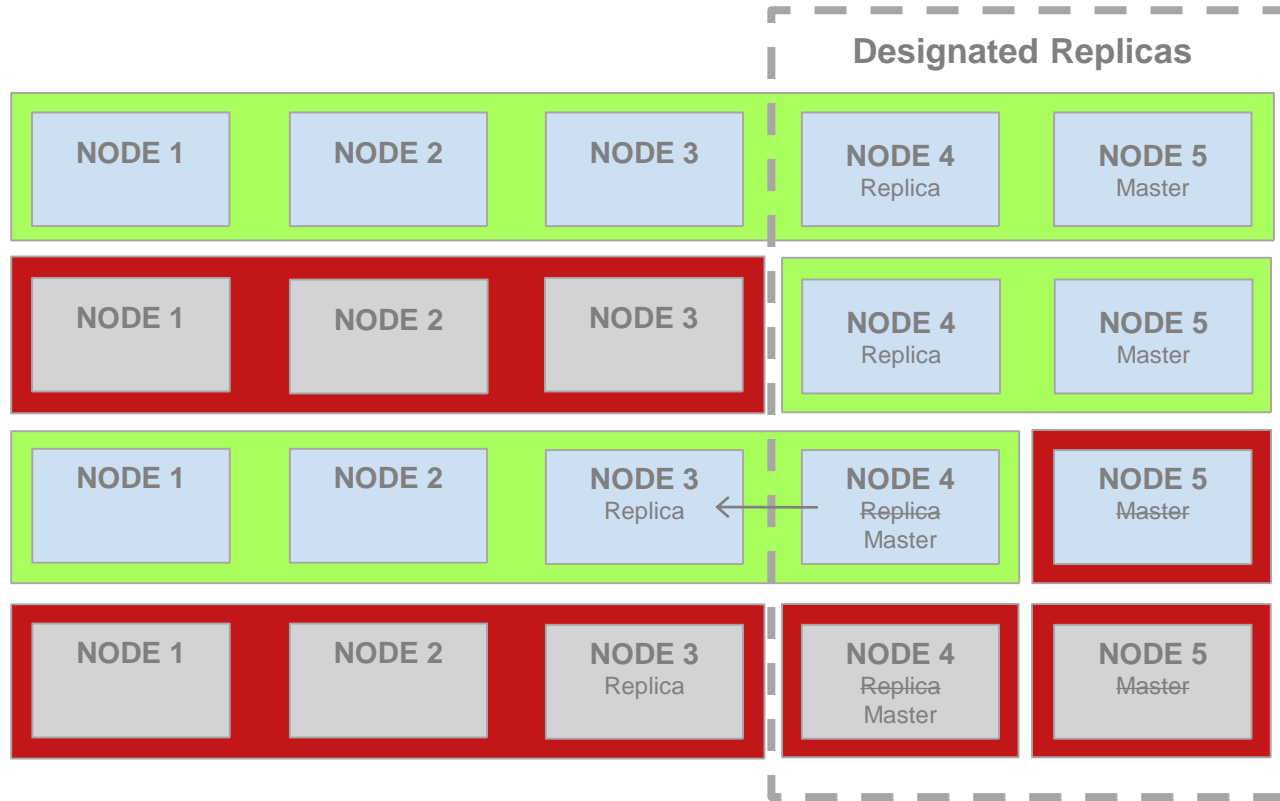 Designated Replicas
NODE 1
NODE 2
NODE 3
NODE 4
Replica
NODE 5
Master
NODE 1
NODE 2
NODE 3
NODE 4
Replica
NODE 5
Master
NODE 1
NODE 2
NODE 3
Replica
NODE 4
Replica
Master
NODE 5
Master
NODE 1
NODE 2
NODE 3
Replica
NODE 4
Replica
Master
NODE 5
Master